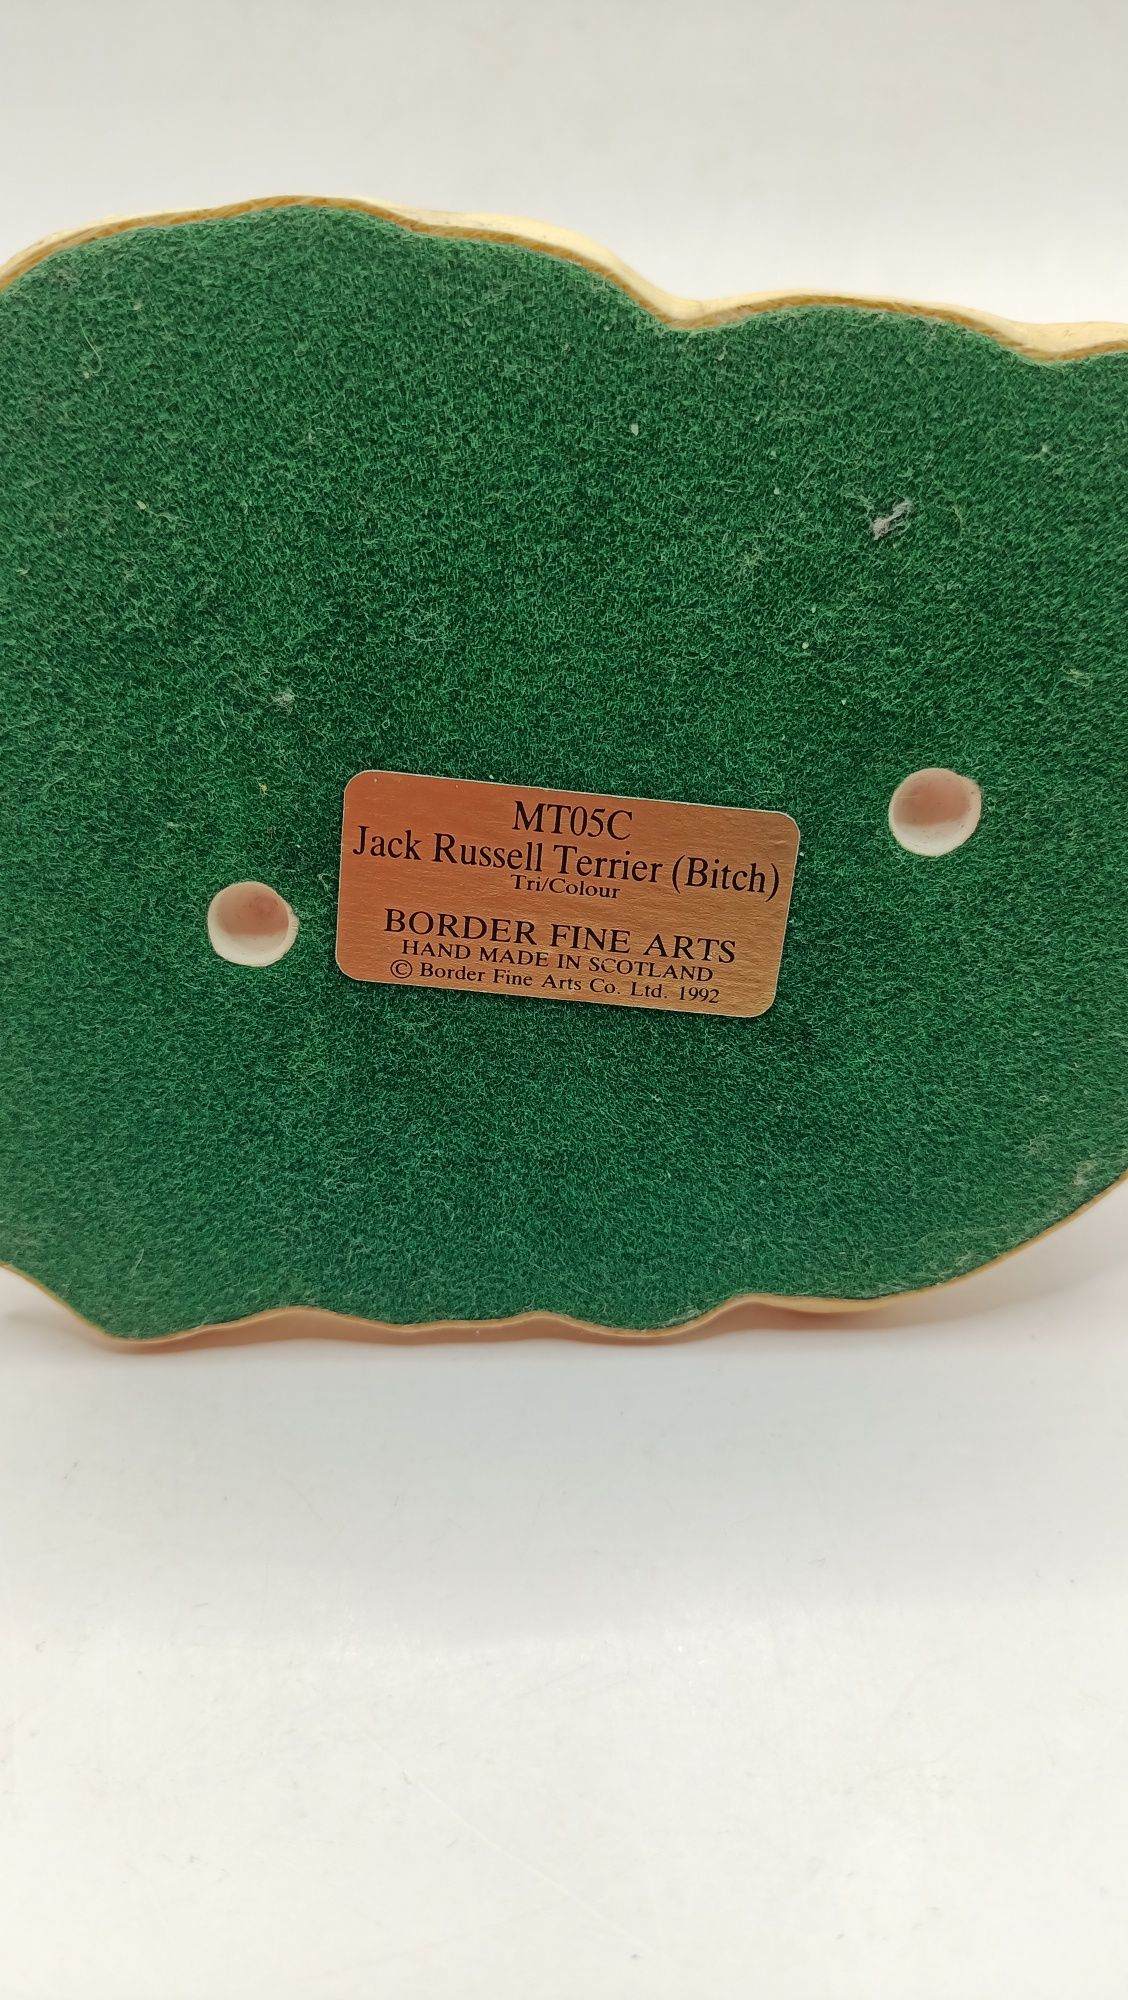 MT05C
Jack Russell Terrier (Bitch)
Tri/Colour
BORDER FINE ARTS
HAND MADE IN SCOTLAND
© Border Fine Arts Co. Ltd. 1992